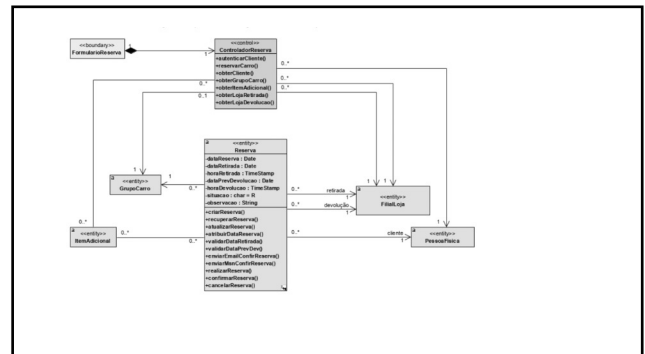 <<boundary>>
FormularioReserva
1
1
<<control>>
ControladorReserva
+autenticarCliente()
+reservarCarro()
+obterCliente()
+obterGrupoCarro()
+obterItemAdicional()
+obterLojaRetirada()
+obterLojaDevolucao()
0..*
0..*
0..*
0..*
0..1
a
<<entity>>
Reserva
-dataReserva : Date
-dataRetirada : Date
-horaRetirada : TimeStamp
-dataPrevDevolucao : Date
-horaDevolucao : TimeStamp
-situacao : char = R
-observacao : String
+criarReserva()
+recuperarReserva()
+atualizarReserva()
+atribuirDataReserva()
+validarDataRetirada()
+validarDataPrevDev()
+enviarEmailConfirReserva()
+enviarManConfirReserva()
+realizarReserva()
+confirmarReserva()
+cancelarReserva()
1
1
0..*
a
<<entity>>
GrupoCarro
0..*
a
<<entity>>
ItemAdicional
0..*
0..*
0..*
retirada
1
0..*
devolução
1
1
1
a
<<entity>>
FilialLoja
0..*
cliente
1
1
a
<<entity>>
PessoaFisica